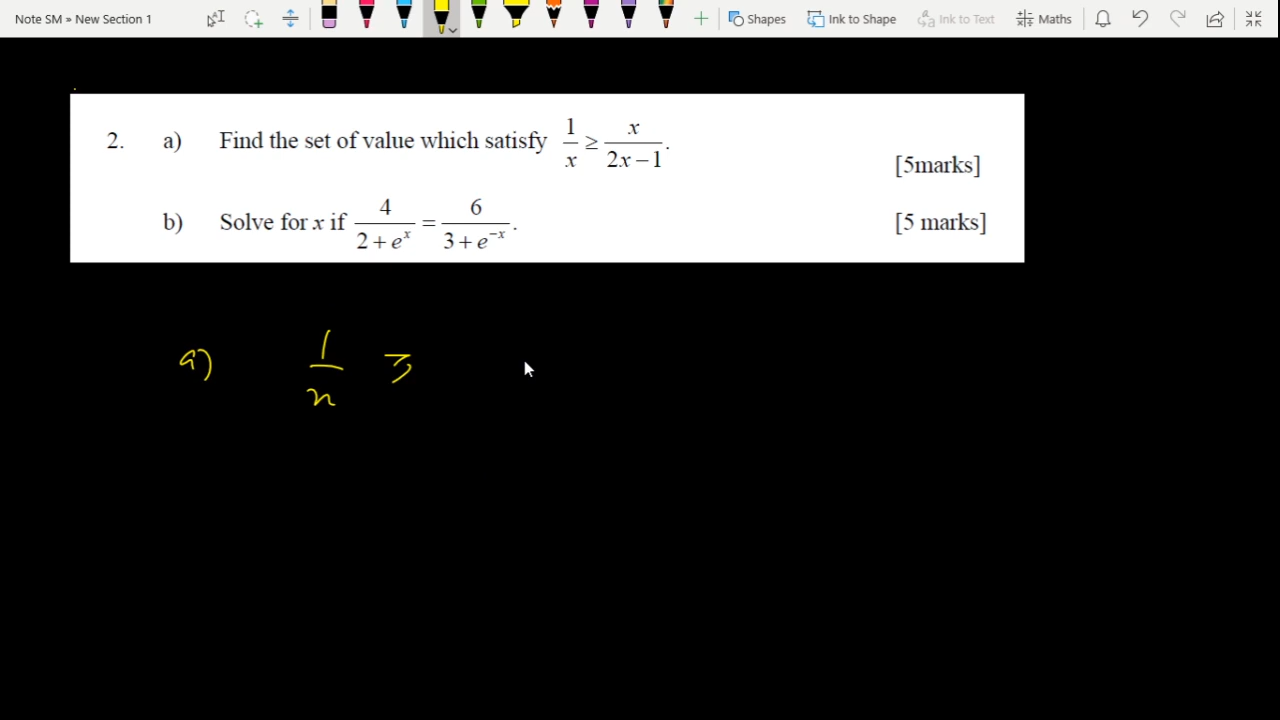 Note SM » New Section 1
Shapes Ink to Shape Ink to Text Maths
2. a) Find the set of value which satisfy 1/x ≥ x/(2x−1).
[5marks]
b) Solve for x if 4/(2+e^x) = 6/(3+e^−x). [5 marks]
a) 1/x ≥